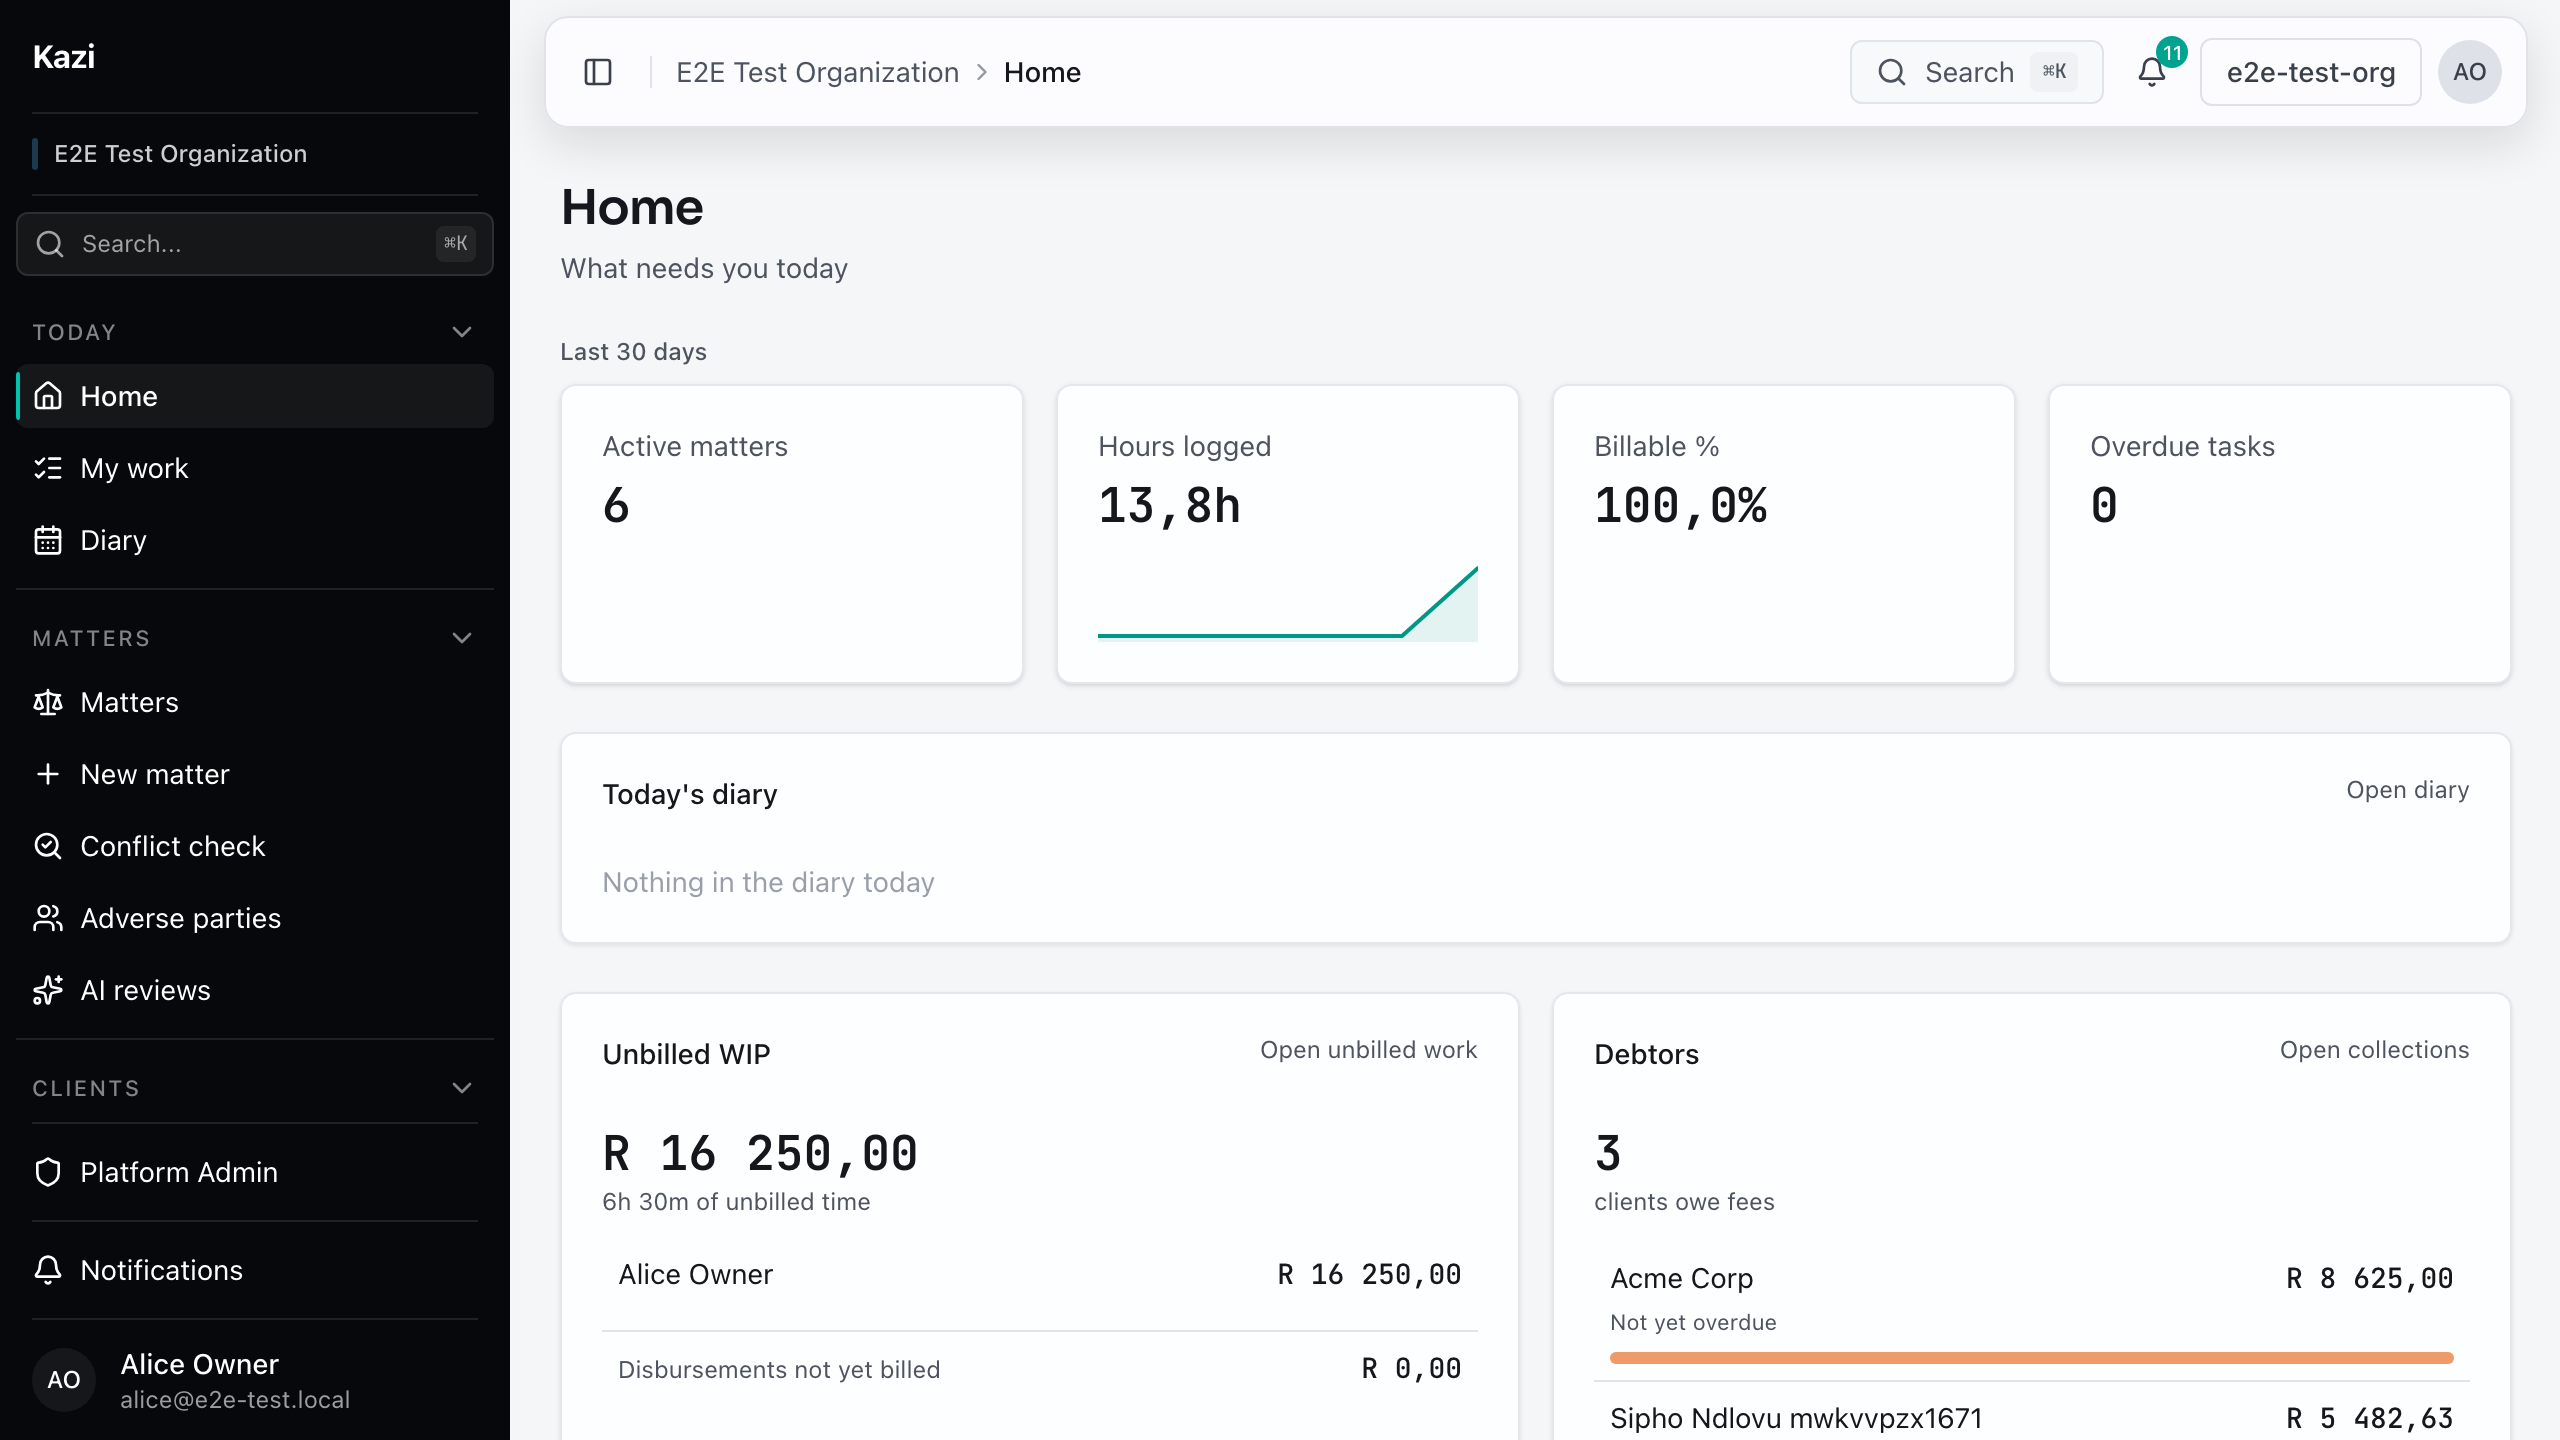 Kazi
E2E Test Organization
Search...
⌘K
TODAY
Home
My work
Diary
MATTERS
Matters
New matter
Conflict check
Adverse parties
AI reviews
CLIENTS
Platform Admin
Notifications
AO
Alice Owner
alice@e2e-test.local
E2E Test Organization
Home
Search
⌘K
11
e2e-test-org
AO
Home
What needs you today
Last 30 days
Active matters
6
Hours logged
13,8h
Billable %
100,0%
Overdue tasks
0
Today's diary
Open diary
Nothing in the diary today
Unbilled WIP
Open unbilled work
R 16 250,00
6h 30m of unbilled time
Alice Owner
R 16 250,00
Disbursements not yet billed
R 0,00
Debtors
Open collections
3
clients owe fees
Acme Corp
R 8 625,00
Not yet overdue
Sipho Ndlovu mwkvvpzx1671
R 5 482,63